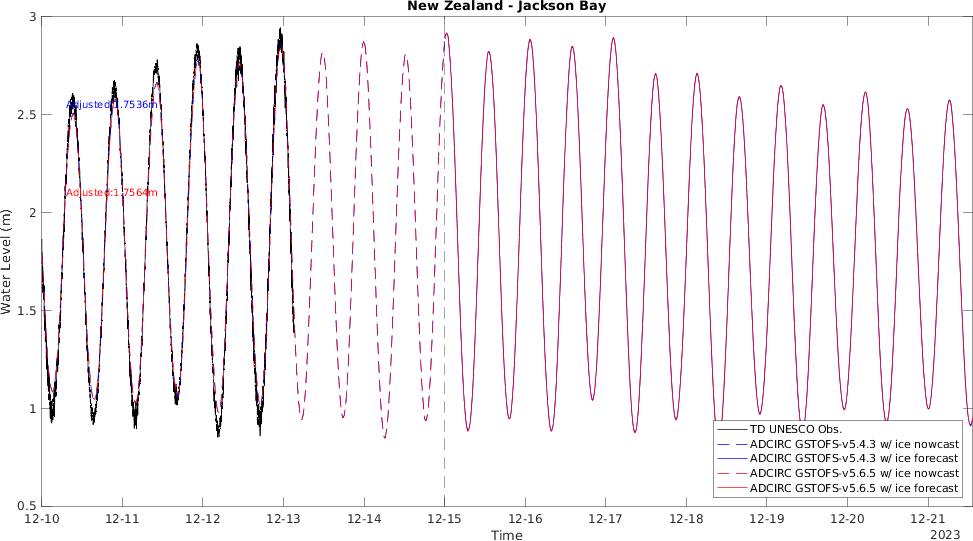 New Zealand - Jackson Bay
3
2.5
2
1.5
1
0.5
Water Level (m)
Adjusted:1.7536m
Adjusted:1.7564m
TD UNESCO Obs.
ADCIRC GSTOFS-v5.4.3 w/ ice nowcast
ADCIRC GSTOFS-v5.4.3 w/ ice forecast
ADCIRC GSTOFS-v5.6.5 w/ ice nowcast
ADCIRC GSTOFS-v5.6.5 w/ ice forecast
12-10 12-11 12-12 12-13 12-14 12-15 12-16 12-17 12-18 12-19 12-20 12-21
Time
2023